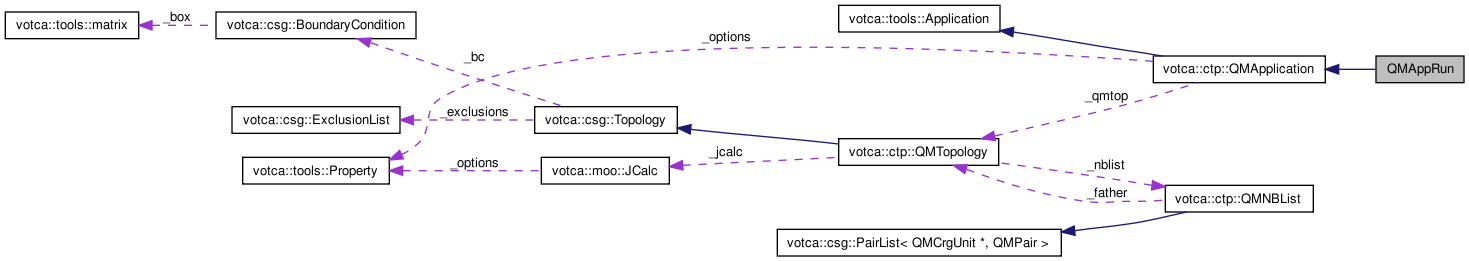 votca::tools::matrix
_box
votca::csg::BoundaryCondition
votca::tools::Application
_options
_bc
votca::ctp::QMApplication
QMAppRun
_qmtop
votca::csg::ExclusionList
_exclusions
votca::csg::Topology
votca::tools::Property
_options
votca::moo::JCalc
_jcalc
votca::ctp::QMTopology
_nblist
_father
votca::ctp::QMNBList
votca::csg::PairList< QMCrgUnit *, QMPair >